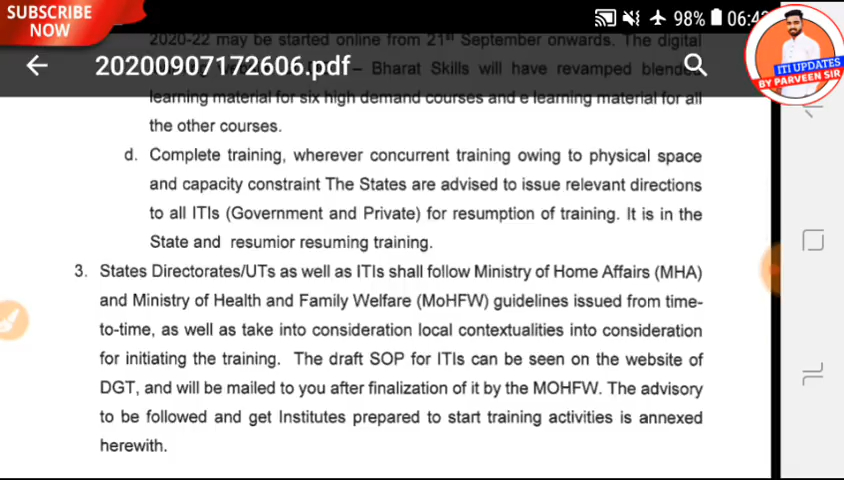 SUBSCRIBE
NOW
98% 06:4
2020-22 may be started online from 21st September onwards. The digital
20200907172606.pdf
– Bharat Skills will have revamped blended
ITI UPDATES
BY PARVEEN SIR
learning material for six high demand courses and e learning material for all
the other courses.
d. Complete training, wherever concurrent training owing to physical space
and capacity constraint The States are advised to issue relevant directions
to all ITIs (Government and Private) for resumption of training. It is in the
State and resumior resuming training.
3. States Directorates/UTs as well as ITIs shall follow Ministry of Home Affairs (MHA)
and Ministry of Health and Family Welfare (MoHFW) guidelines issued from time-
to-time, as well as take into consideration local contextualities into consideration
for initiating the training. The draft SOP for ITIs can be seen on the website of
DGT, and will be mailed to you after finalization of it by the MOHFW. The advisory
to be followed and get Institutes prepared to start training activities is annexed
herewith.